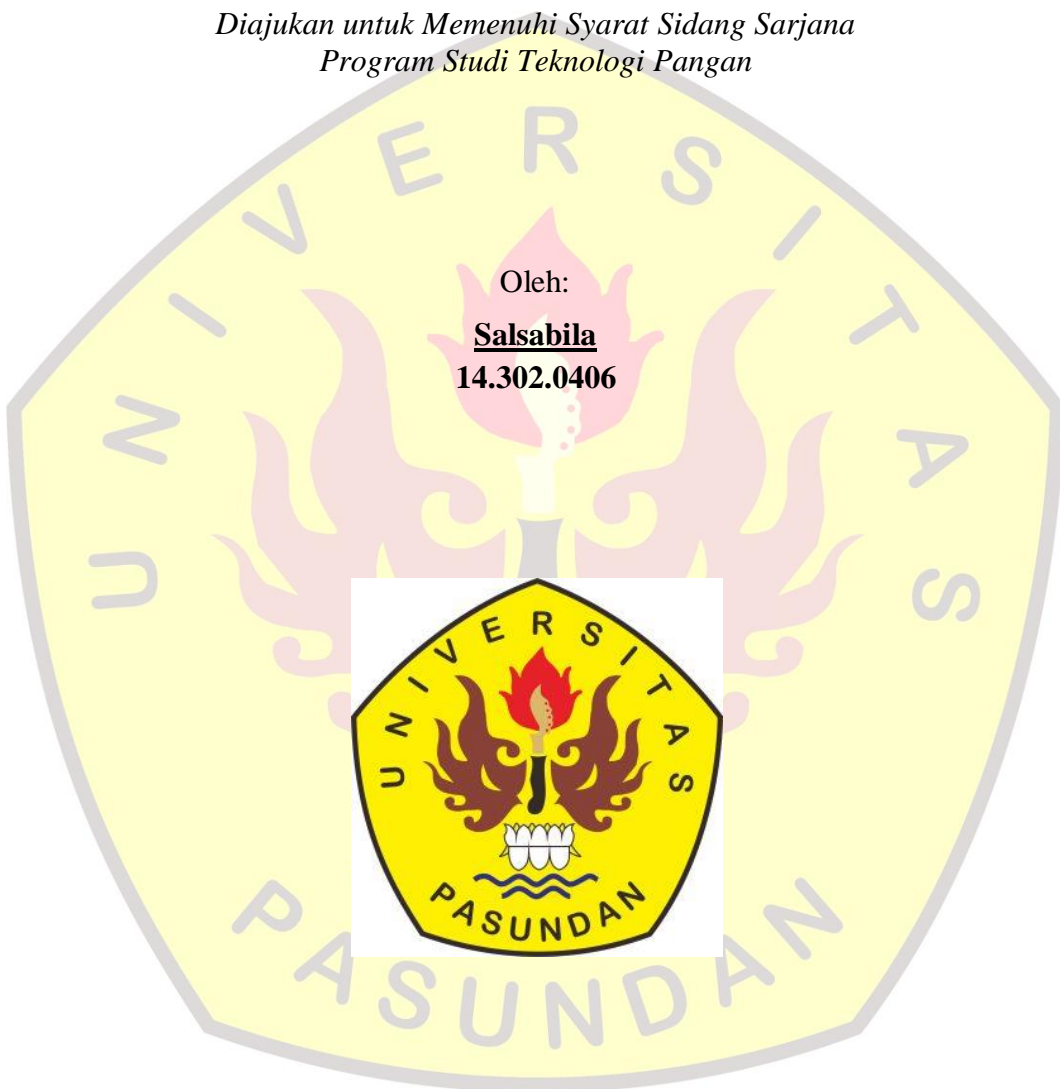 Diajukan untuk Memenuhi Syarat Sidang Sarjana
Program Studi Teknologi Pangan
UNIVERSITAS
Oleh:
Salsabila
14.302.0406
UNIVERSITAS
PASUNDAN
PASUNDAN